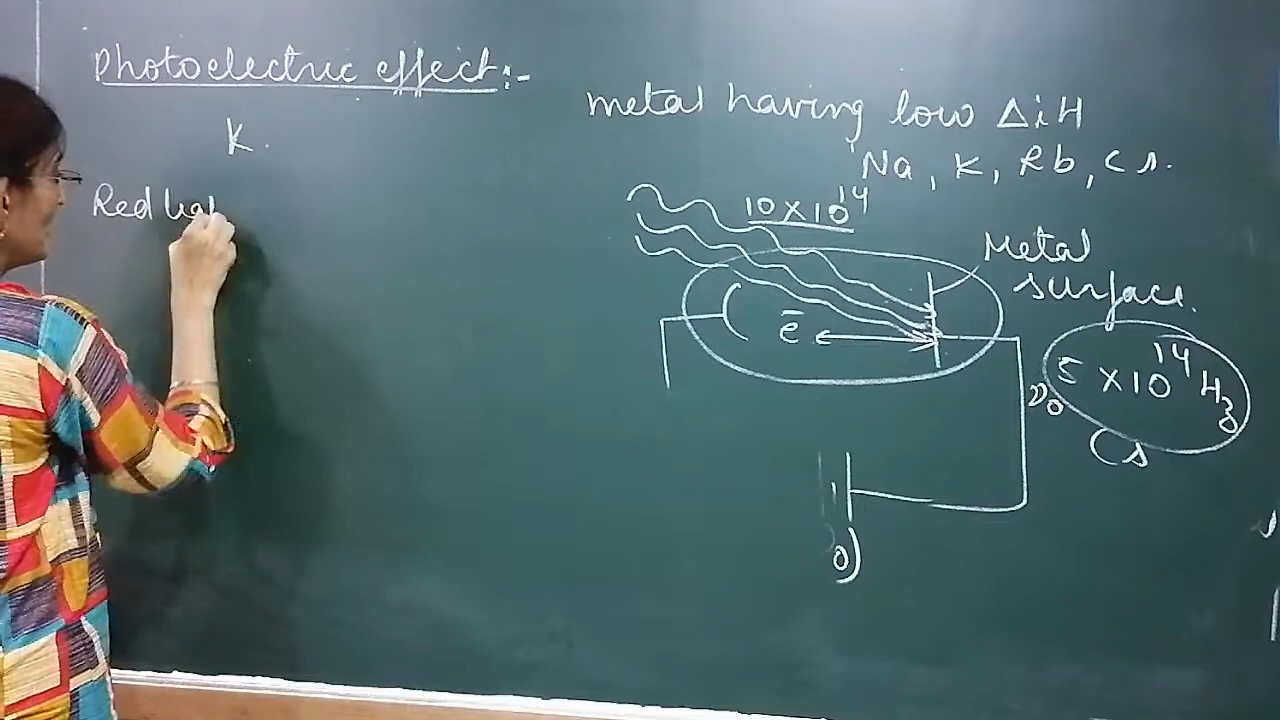 Photoelectric effect:-
K.
Red
metal having low ΔiH
Na, K, Rb, Cs.
10×10¹⁴
Metal
surface.
ē
ν₀ 5×10¹⁴ Hz
Cs